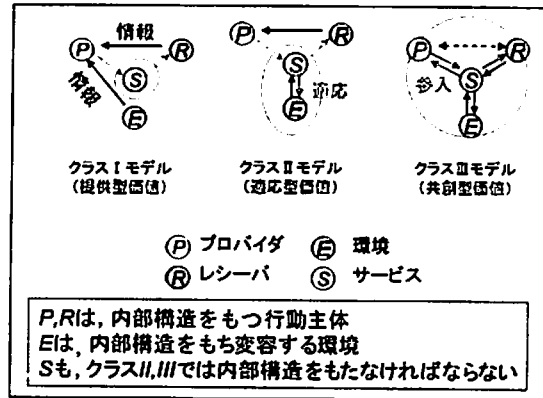 情報
P
R
S
情報
E
P
R
S
適応
E
P
R
S
参入
E
クラスⅠモデル
(提供型価値)
クラスⅡモデル
(適応型価値)
クラスⅢモデル
(共創型価値)
P プロバイダ
E 環境
R レシーバ
S サービス
P,Rは, 内部構造をもつ行動主体
Eは, 内部構造をもち変容する環境
Sも, クラスII,IIIでは内部構造をもたなければならない